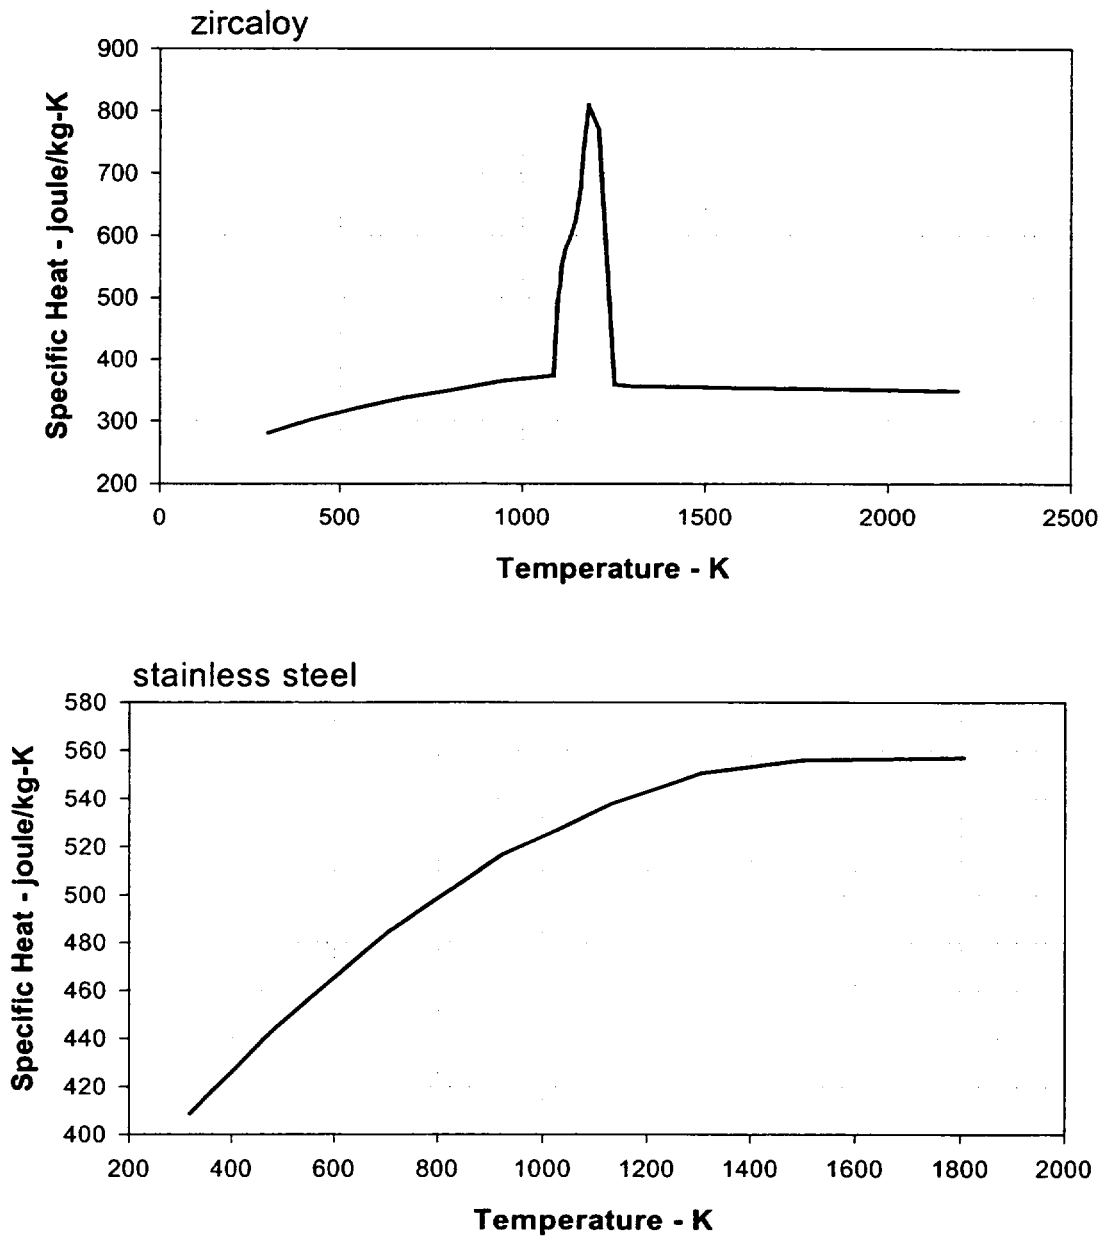 zircaloy
900
800
700
600
500
400
300
200
Specific Heat - joule/kg-K
0 500 1000 1500 2000 2500
Temperature - K
stainless steel
580
560
540
520
500
480
460
440
420
400
Specific Heat - joule/kg-K
200 400 600 800 1000 1200 1400 1600 1800 2000
Temperature - K